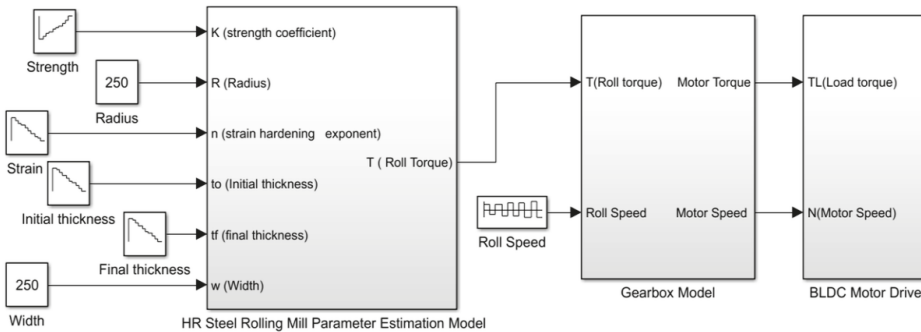 Strength
K (strength coefficient)
250
Radius
R (Radius)
Strain
n (strain hardening exponent)
Initial thickness
to (Initial thickness)
Final thickness
tf (final thickness)
250
Width
w (Width)
T ( Roll Torque)
HR Steel Rolling Mill Parameter Estimation Model
Roll Speed
T(Roll torque)
Motor Torque
Roll Speed
Motor Speed
Gearbox Model
TL(Load torque)
N(Motor Speed)
BLDC Motor Drive